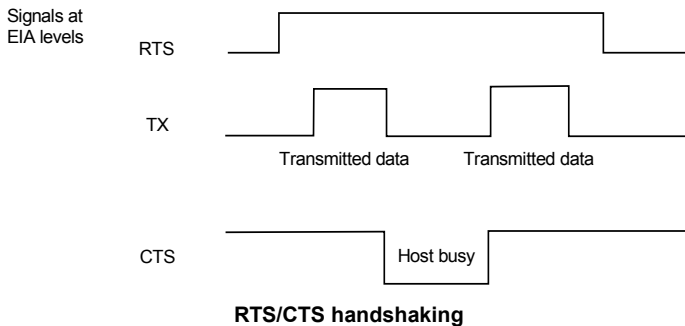 Signals at
EIA levels
RTS
TX
Transmitted data
Transmitted data
CTS
Host busy
RTS/CTS handshaking